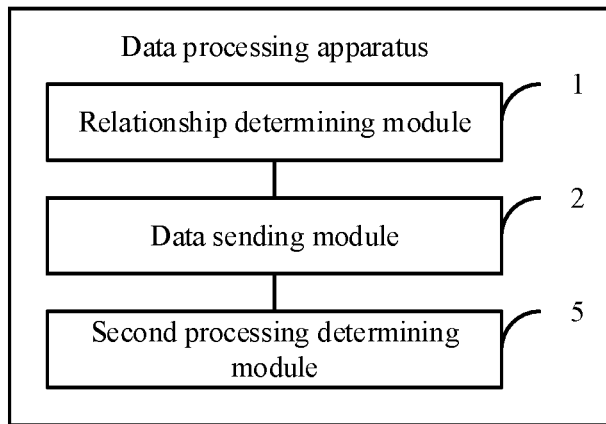 Data processing apparatus
1
Relationship determining module
2
Data sending module
5
Second processing determining
module